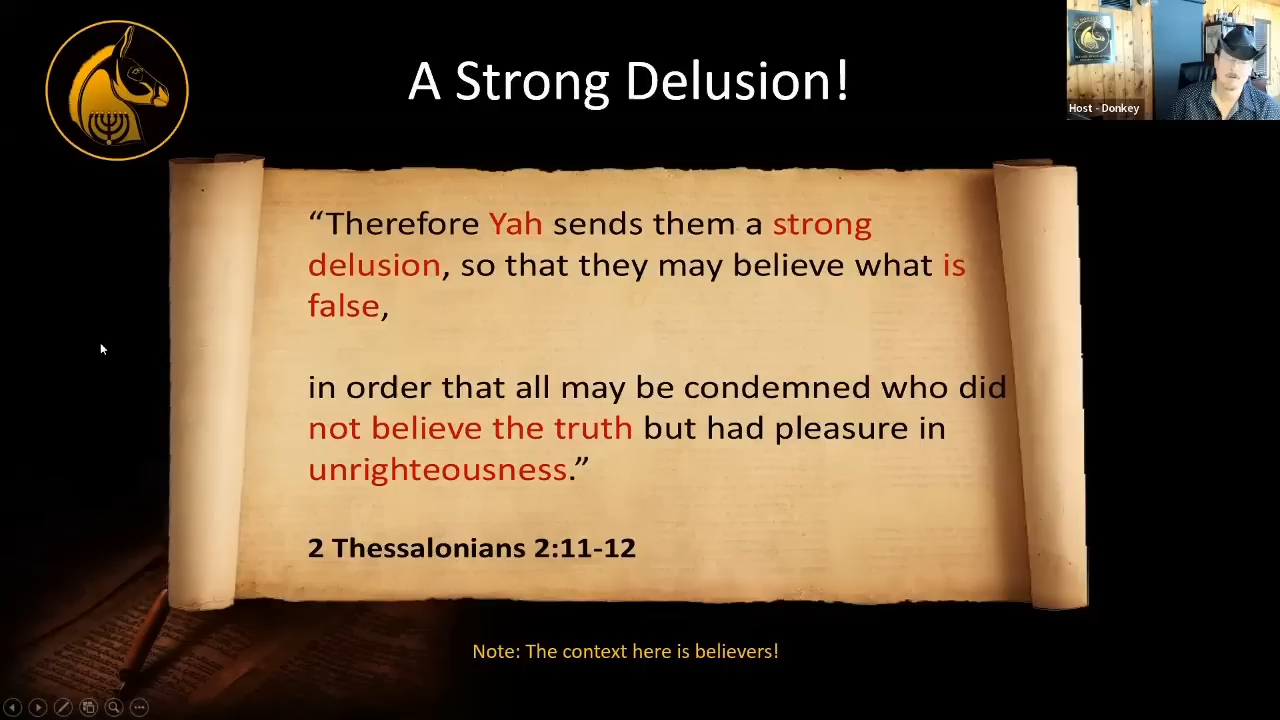 A Strong Delusion!
Host - Donkey
“Therefore Yah sends them a strong
delusion, so that they may believe what is
false,
in order that all may be condemned who did
not believe the truth but had pleasure in
unrighteousness.”
2 Thessalonians 2:11-12
Note: The context here is believers!